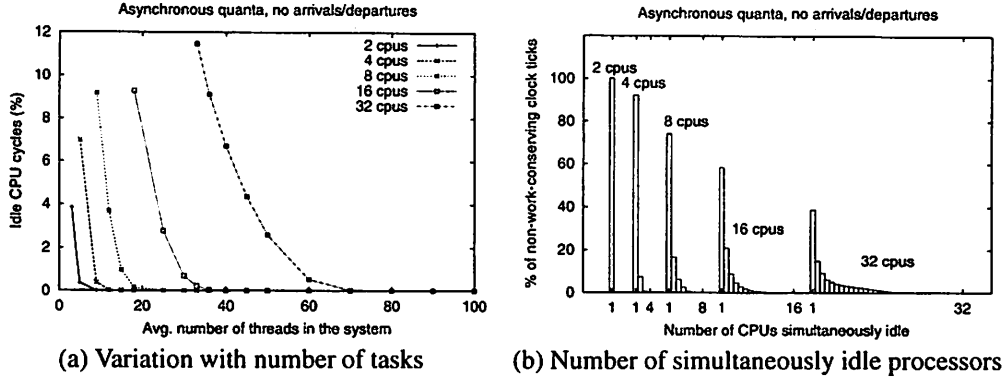 Asynchronous quanta, no arrivals/departures
12
10
8
6
4
2
0
Idle CPU cycles (%)
2 cpus
4 cpus
8 cpus
16 cpus
32 cpus
0 20 40 60 80 100
Avg. number of threads in the system
(a) Variation with number of tasks
Asynchronous quanta, no arrivals/departures
100
80
60
40
20
0
% of non-work-conserving clock ticks
2 cpus
4 cpus
8 cpus
16 cpus
32 cpus
1 1 4 1 8 1 16 1 32
Number of CPUs simultaneously idle
(b) Number of simultaneously idle processors